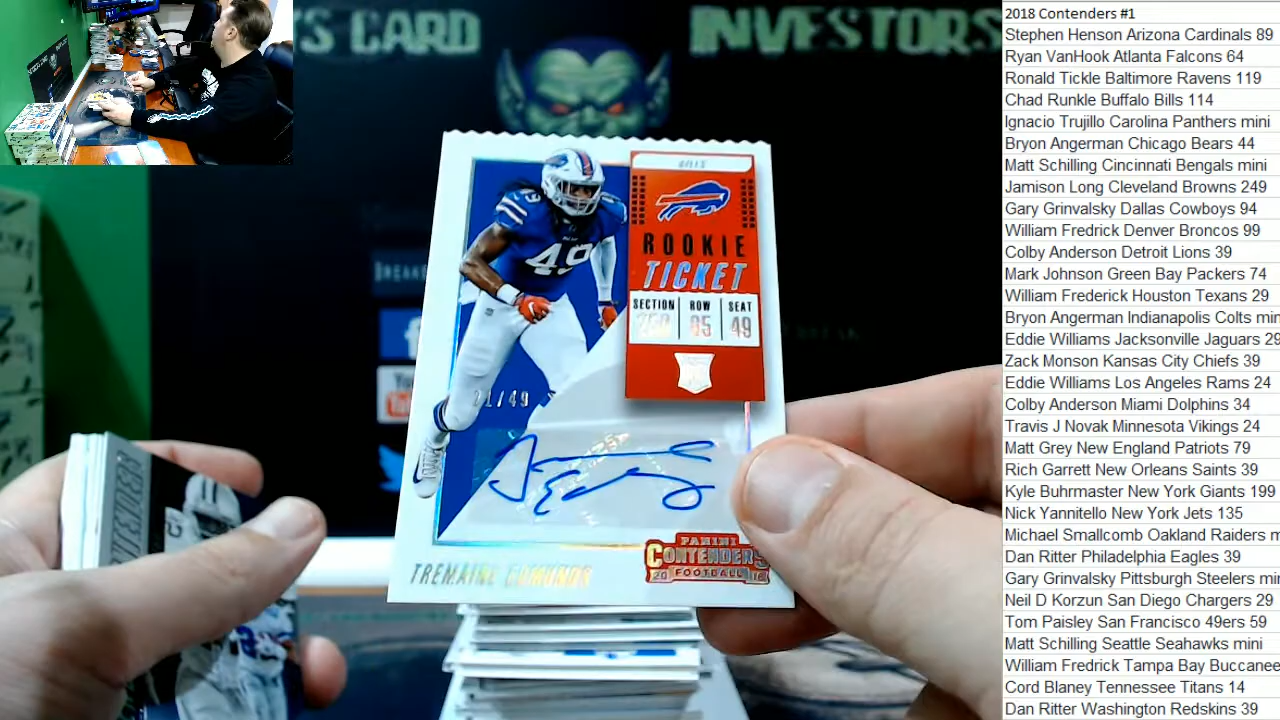 S CARD INVESTORS
BREAKE
49
ROOKIE
TICKET
SECTION ROW SEAT
49
/49
TREMAINE EDMUNDS
PANINI
CONTENDERS
FOOTBALL
2018 Contenders #1
Stephen Henson Arizona Cardinals 89
Ryan VanHook Atlanta Falcons 64
Ronald Tickle Baltimore Ravens 119
Chad Runkle Buffalo Bills 114
Ignacio Trujillo Carolina Panthers mini
Bryon Angerman Chicago Bears 44
Matt Schilling Cincinnati Bengals mini
Jamison Long Cleveland Browns 249
Gary Grinvalsky Dallas Cowboys 94
William Fredrick Denver Broncos 99
Colby Anderson Detroit Lions 39
Mark Johnson Green Bay Packers 74
William Frederick Houston Texans 29
Bryon Angerman Indianapolis Colts min
Eddie Williams Jacksonville Jaguars 29
Zack Monson Kansas City Chiefs 39
Eddie Williams Los Angeles Rams 24
Colby Anderson Miami Dolphins 34
Travis J Novak Minnesota Vikings 24
Matt Grey New England Patriots 79
Rich Garrett New Orleans Saints 39
Kyle Buhrmaster New York Giants 199
Nick Yannitello New York Jets 135
Michael Smallcomb Oakland Raiders m
Dan Ritter Philadelphia Eagles 39
Gary Grinvalsky Pittsburgh Steelers mi
Neil D Korzun San Diego Chargers 29
Tom Paisley San Francisco 49ers 59
Matt Schilling Seattle Seahawks mini
William Fredrick Tampa Bay Buccanee
Cord Blaney Tennessee Titans 14
Dan Ritter Washington Redskins 39